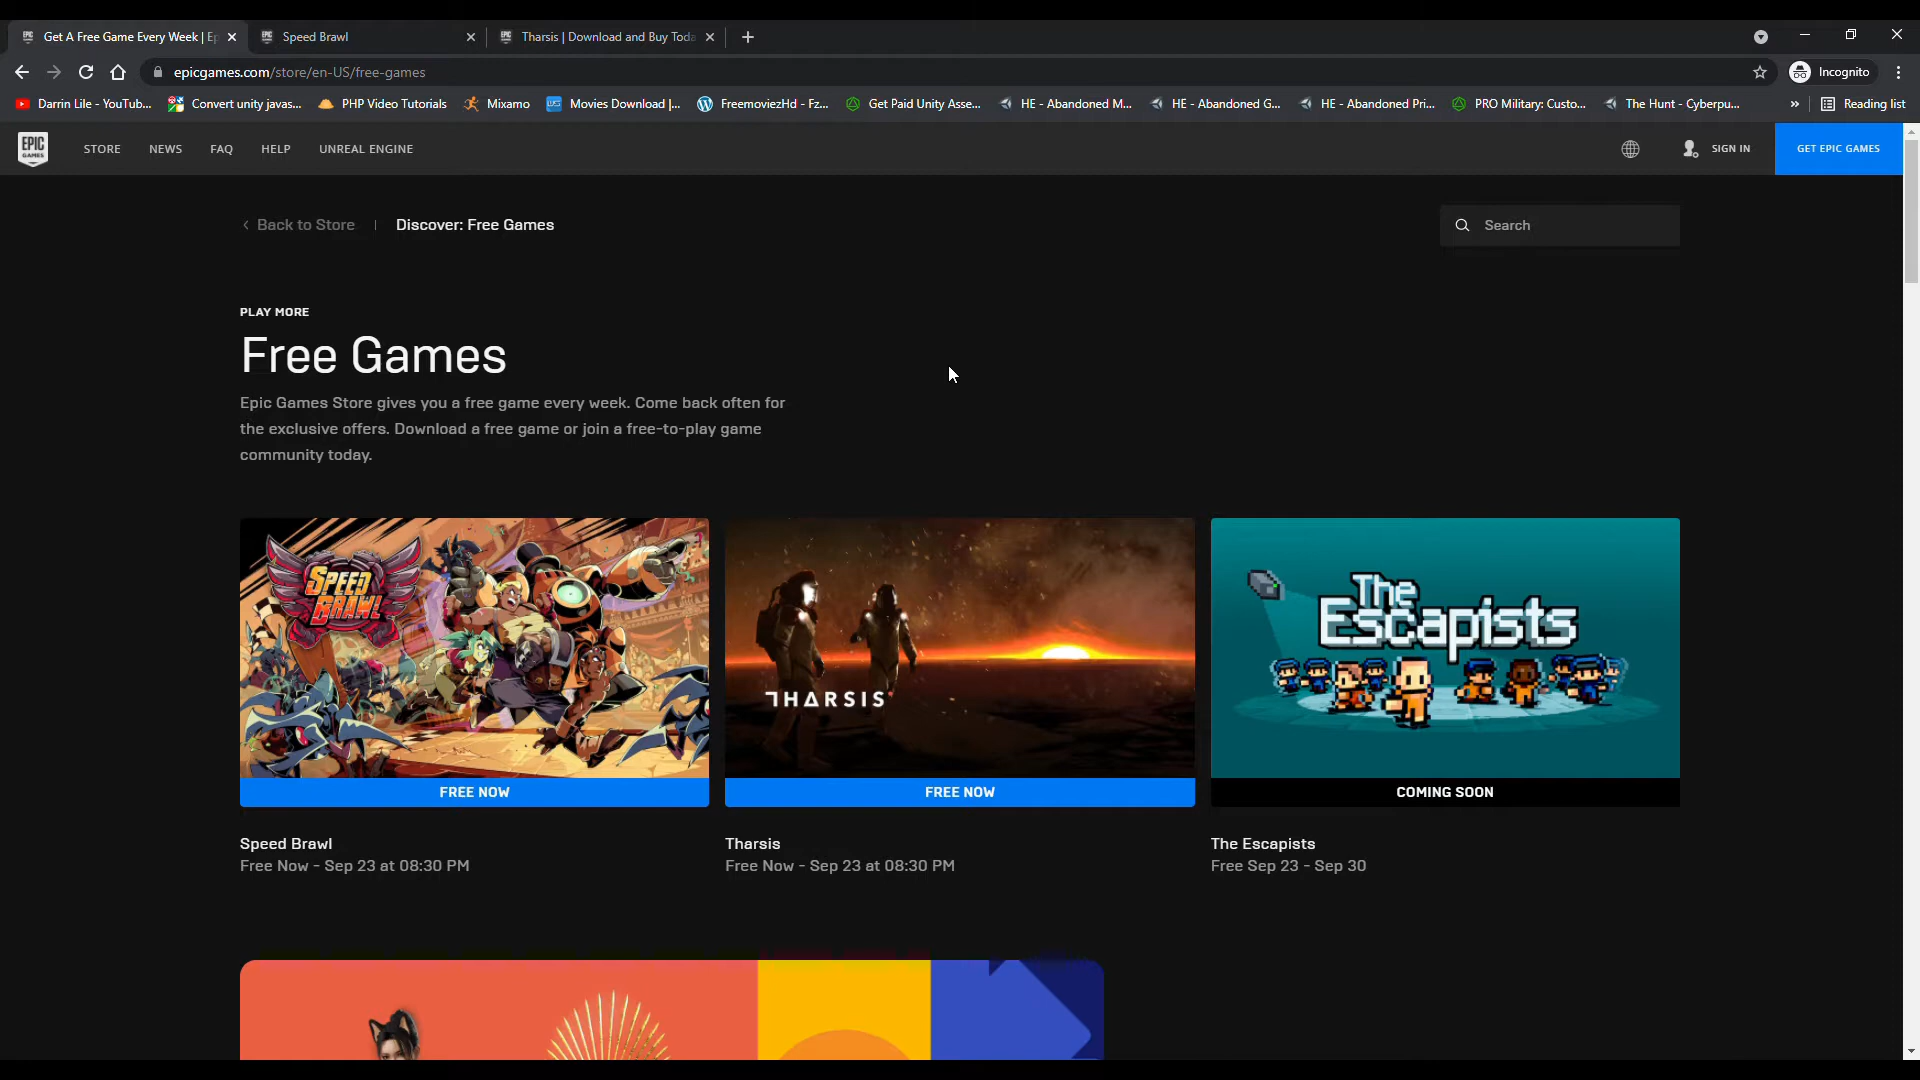 Get A Free Game Every Week | Ep
Speed Brawl
Tharsis | Download and Buy Toda
epicgames.com/store/en-US/free-games
Incognito
Darrin Lile - YouTub...
Convert unity javas...
PHP Video Tutorials
Mixamo
Movies Download |...
FreemoviezHd - Fz...
Get Paid Unity Asse...
HE - Abandoned M...
HE - Abandoned G...
HE - Abandoned Pri...
PRO Military: Custo...
The Hunt - Cyberpu...
»
Reading list
EPIC
GAMES
STORE
NEWS
FAQ
HELP
UNREAL ENGINE
SIGN IN
GET EPIC GAMES
Back to Store
Discover: Free Games
Search
PLAY MORE
Free Games
Epic Games Store gives you a free game every week. Come back often for
the exclusive offers. Download a free game or join a free-to-play game
community today.
SPEED
BRAWL
THARSIS
The
Escapists
FREE NOW
FREE NOW
COMING SOON
Speed Brawl
Free Now - Sep 23 at 08:30 PM
Tharsis
Free Now - Sep 23 at 08:30 PM
The Escapists
Free Sep 23 - Sep 30